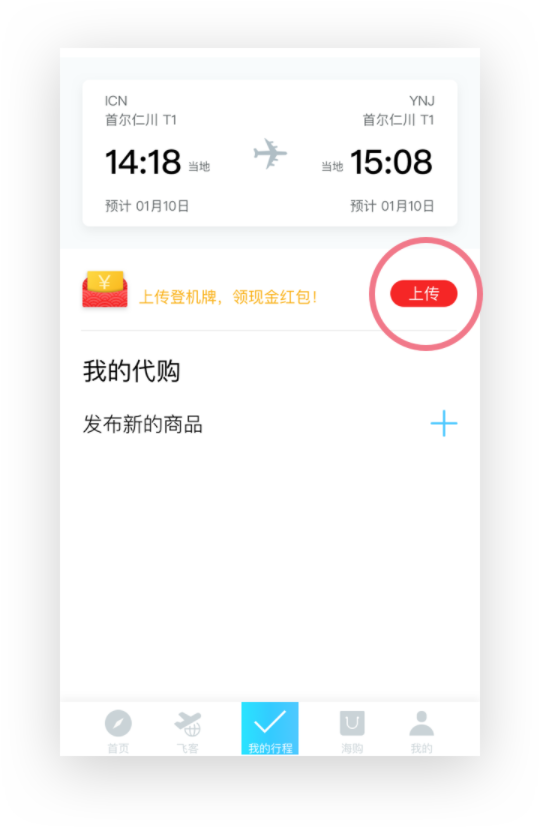 ICN YNJ
首尔仁川 T1 首尔仁川 T1
14:18 当地 当地 15:08
预计 01月10日 预计 01月10日
¥
上传登机牌，领现金红包！ 上传
我的代购
发布新的商品
首页 飞客 我的行程 海购 我的